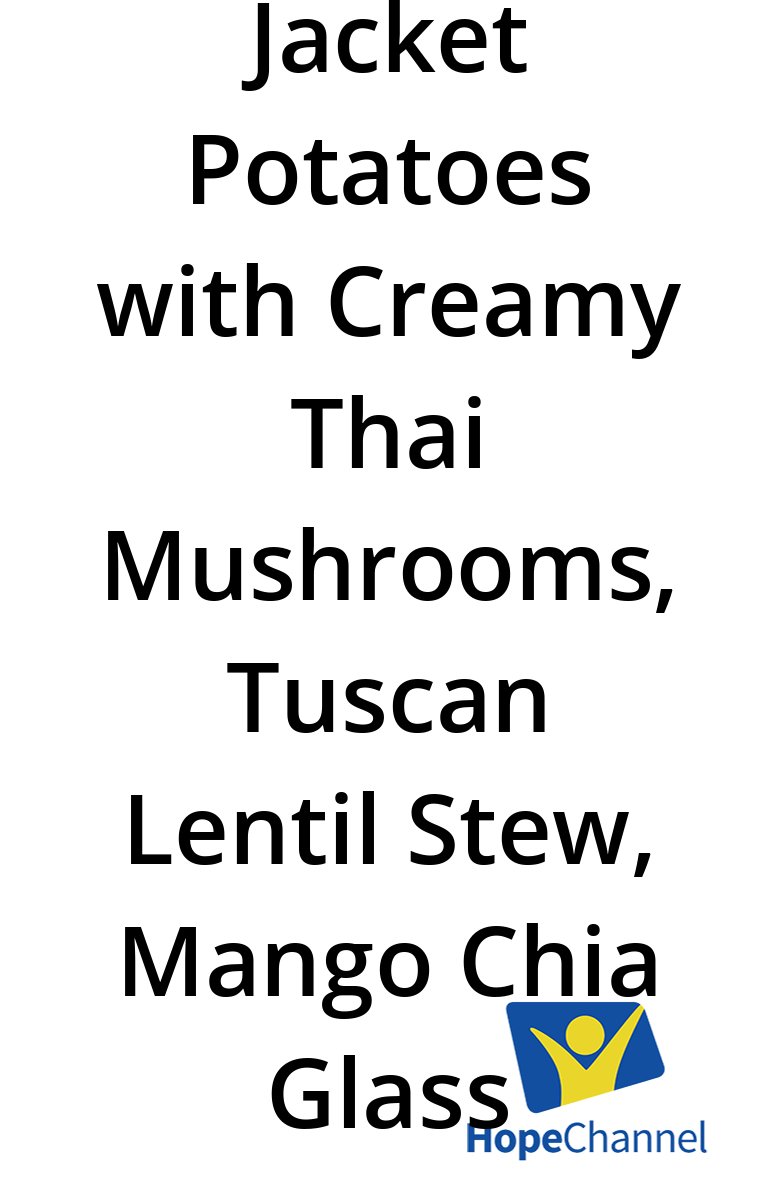 Jacket
Potatoes
with Creamy
Thai
Mushrooms,
Tuscan
Lentil Stew,
Mango Chia
Glass
HopeChannel